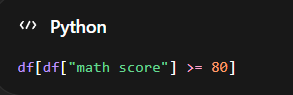 </> Python
df[df["math score"] >= 80]